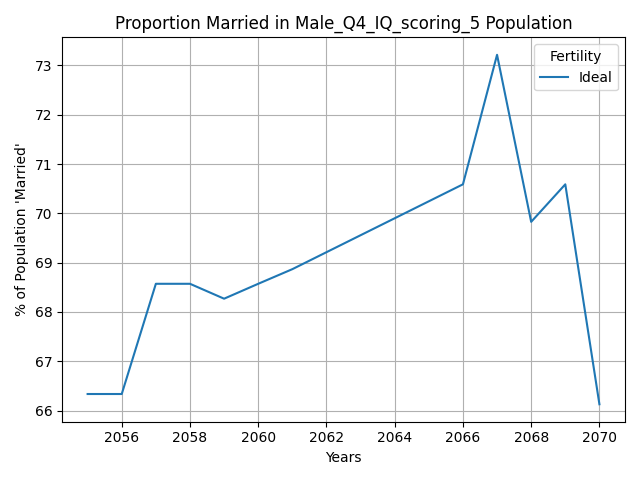 Proportion Married in Male_Q4_IQ_scoring_5 Population
Fertility
Ideal
% of Population 'Married'
73
72
71
70
69
68
67
66
2056 2058 2060 2062 2064 2066 2068 2070
Years